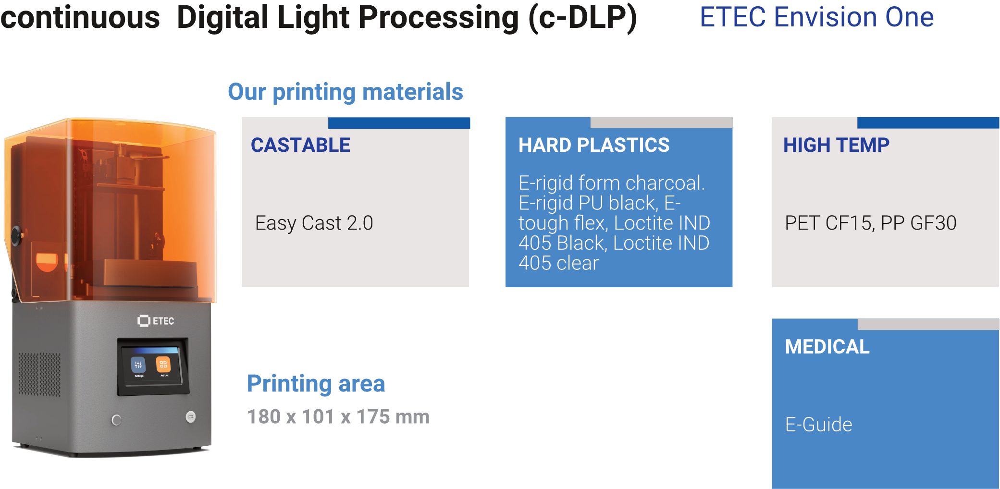 continuous Digital Light Processing (c-DLP)
ETEC Envision One
Our printing materials
CASTABLE
Easy Cast 2.0
HARD PLASTICS
E-rigid form charcoal.
E-rigid PU black, E-
tough flex, Loctite IND
405 Black, Loctite IND
405 clear
HIGH TEMP
PET CF15, PP GF30
MEDICAL
E-Guide
Printing area
180 x 101 x 175 mm
ETEC
Settings
Job List